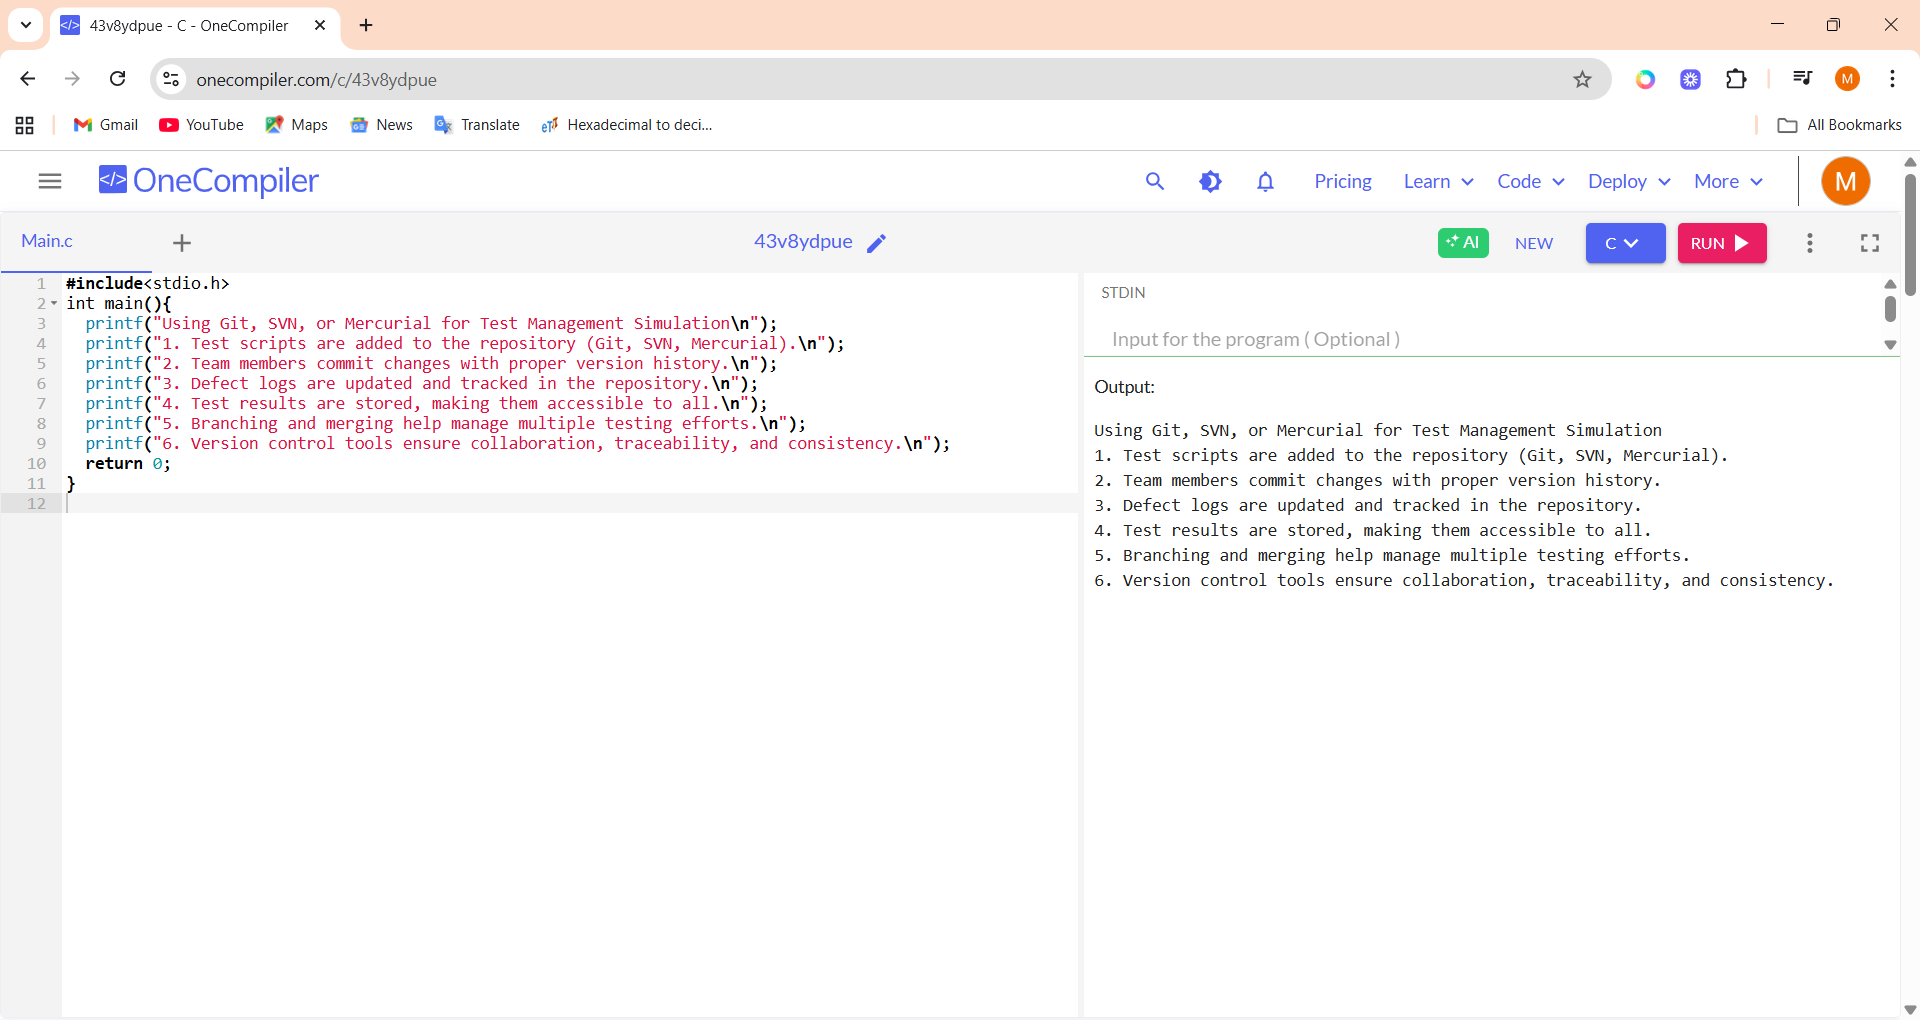 43v8ydpue - C - OneCompiler
onecompiler.com/c/43v8ydpue
M
Gmail YouTube Maps News Translate Hexadecimal to deci... All Bookmarks
</> OneCompiler Pricing Learn Code Deploy More M
Main.c 43v8ydpue AI NEW C RUN
1 #include<stdio.h>
2 int main(){
3 printf("Using Git, SVN, or Mercurial for Test Management Simulation\n");
4 printf("1. Test scripts are added to the repository (Git, SVN, Mercurial).\n");
5 printf("2. Team members commit changes with proper version history.\n");
6 printf("3. Defect logs are updated and tracked in the repository.\n");
7 printf("4. Test results are stored, making them accessible to all.\n");
8 printf("5. Branching and merging help manage multiple testing efforts.\n");
9 printf("6. Version control tools ensure collaboration, traceability, and consistency.\n");
10 return 0;
11 }
12
STDIN
Input for the program ( Optional )
Output:
Using Git, SVN, or Mercurial for Test Management Simulation
1. Test scripts are added to the repository (Git, SVN, Mercurial).
2. Team members commit changes with proper version history.
3. Defect logs are updated and tracked in the repository.
4. Test results are stored, making them accessible to all.
5. Branching and merging help manage multiple testing efforts.
6. Version control tools ensure collaboration, traceability, and consistency.